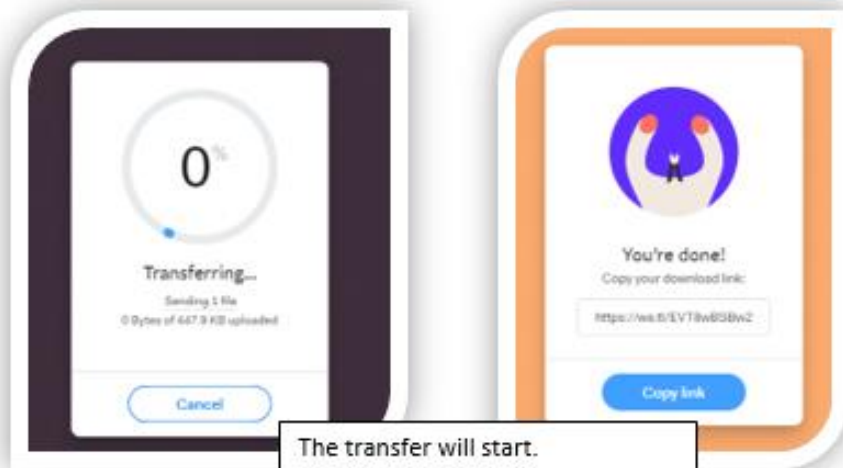 0%
Transferring...
Sending 1 file
0 Bytes of 447.9 KB uploaded
Cancel
You're done!
Copy your download link:
Copy link
The transfer will start.